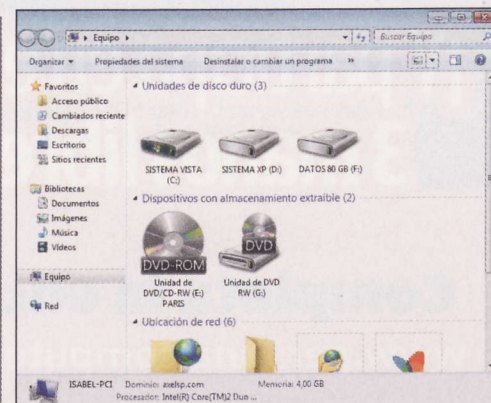 Equipo
Buscar Equipo
Organizar
Propiedades del sistema
Desinstalar o cambiar un programa
»
Favoritos
Acceso público
Cambiados reciente
Descargas
Escritorio
Sitios recientes
Bibliotecas
Documentos
Imágenes
Música
Vídeos
Equipo
Red
Unidades de disco duro (3)
SISTEMA VISTA
(C:)
SISTEMA XP (D:)
DATOS 80 GB (F:)
Dispositivos con almacenamiento extraíble (2)
DVD-ROM
DVD
Unidad de
DVD/CD-RW (E:)
PARIS
Unidad de DVD
RW (G:)
Ubicación de red (6)
ISABEL-PC1
Dominio: axelsp.com
Memoria: 4,00 GB
Procesador: Intel(R) Core(TM)2 Duo ...